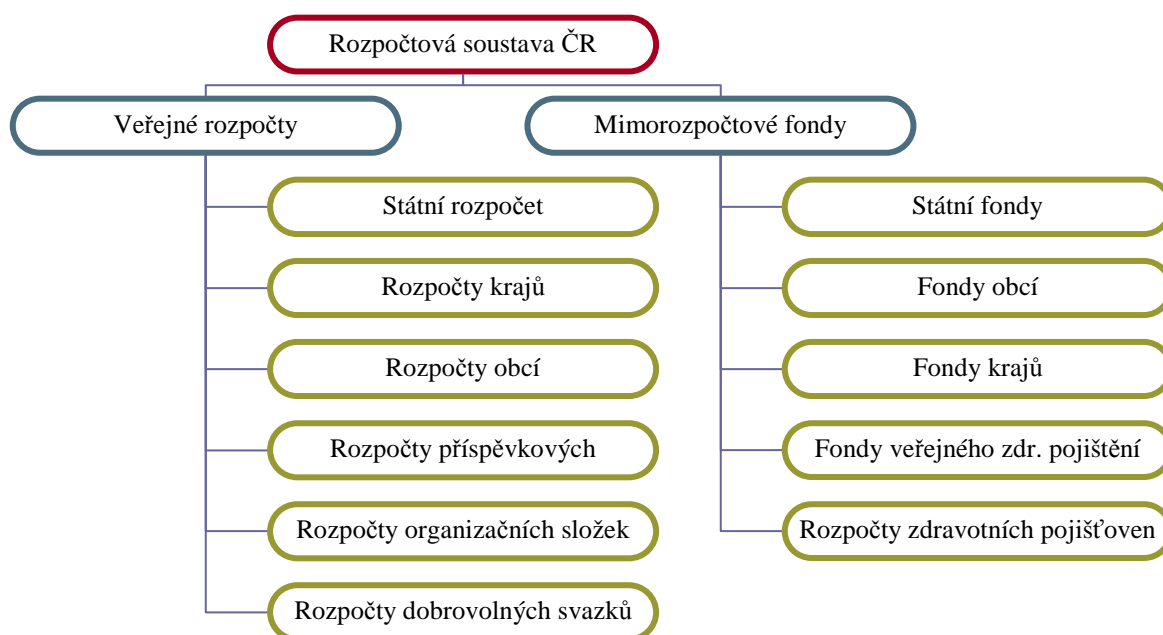 Rozpočtová soustava ČR
Veřejné rozpočty
Mimorozpočtové fondy
Státní rozpočet
Rozpočty krajů
Rozpočty obcí
Rozpočty příspěvkových
Rozpočty organizačních složek
Rozpočty dobrovolných svazků
Státní fondy
Fondy obcí
Fondy krajů
Fondy veřejného zdr. pojištění
Rozpočty zdravotních pojišťoven